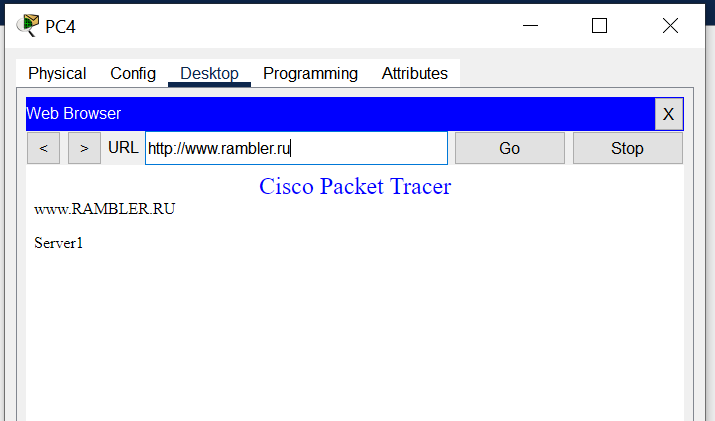 PC4
Physical Config Desktop Programming Attributes
Web Browser X
< > URL http://www.rambler.ru Go Stop
Cisco Packet Tracer
www.RAMBLER.RU
Server1